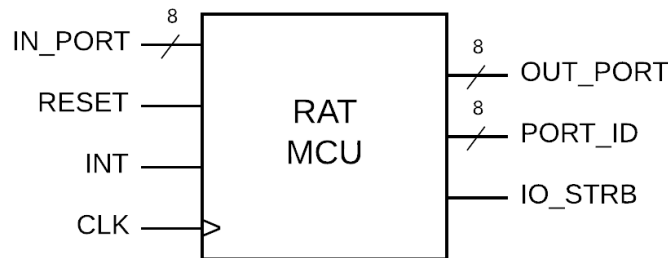 8
IN_PORT
RESET
INT
CLK
RAT
MCU
8
OUT_PORT
8
PORT_ID
IO_STRB